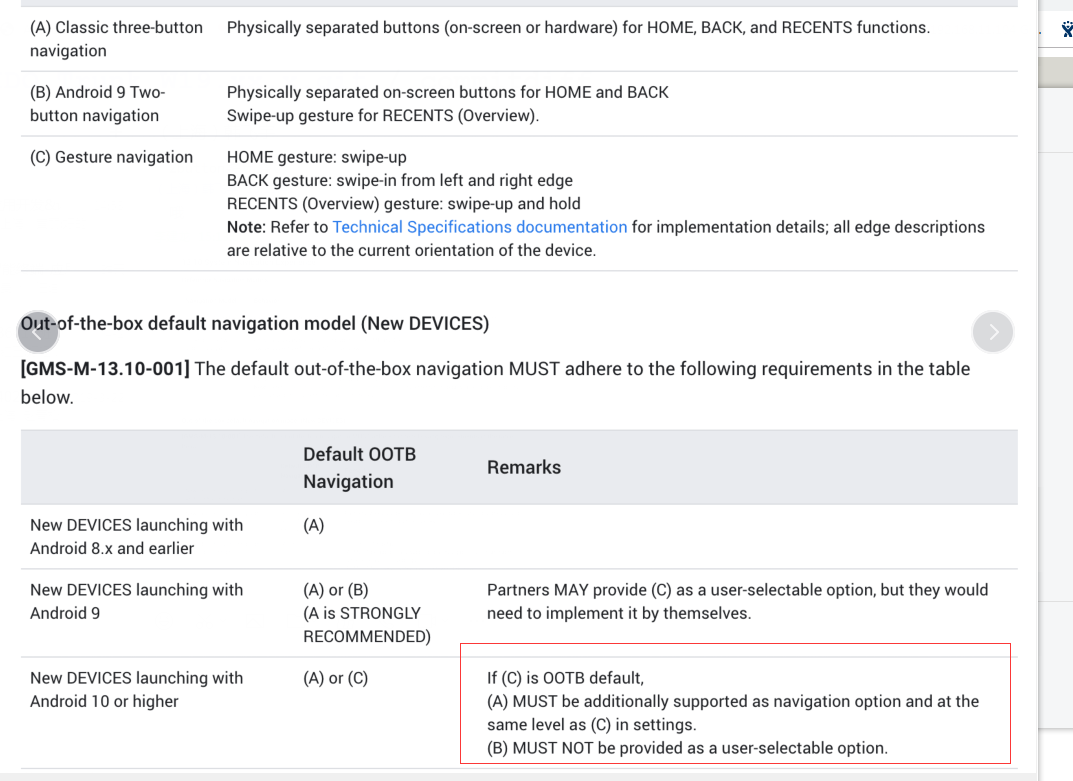 (A) Classic three-button Physically separated buttons (on-screen or hardware) for HOME, BACK, and RECENTS functions.
navigation
(B) Android 9 Two- Physically separated on-screen buttons for HOME and BACK
button navigation Swipe-up gesture for RECENTS (Overview).
(C) Gesture navigation HOME gesture: swipe-up
BACK gesture: swipe-in from left and right edge
RECENTS (Overview) gesture: swipe-up and hold
Note: Refer to Technical Specifications documentation for implementation details; all edge descriptions
are relative to the current orientation of the device.
Out-of-the-box default navigation model (New DEVICES)
[GMS-M-13.10-001] The default out-of-the-box navigation MUST adhere to the following requirements in the table
below.
Default OOTB
Navigation
Remarks
New DEVICES launching with
Android 8.x and earlier
(A)
New DEVICES launching with
Android 9
(A) or (B)
(A is STRONGLY
RECOMMENDED)
Partners MAY provide (C) as a user-selectable option, but they would
need to implement it by themselves.
New DEVICES launching with
Android 10 or higher
(A) or (C)
If (C) is OOTB default,
(A) MUST be additionally supported as navigation option and at the
same level as (C) in settings.
(B) MUST NOT be provided as a user-selectable option.